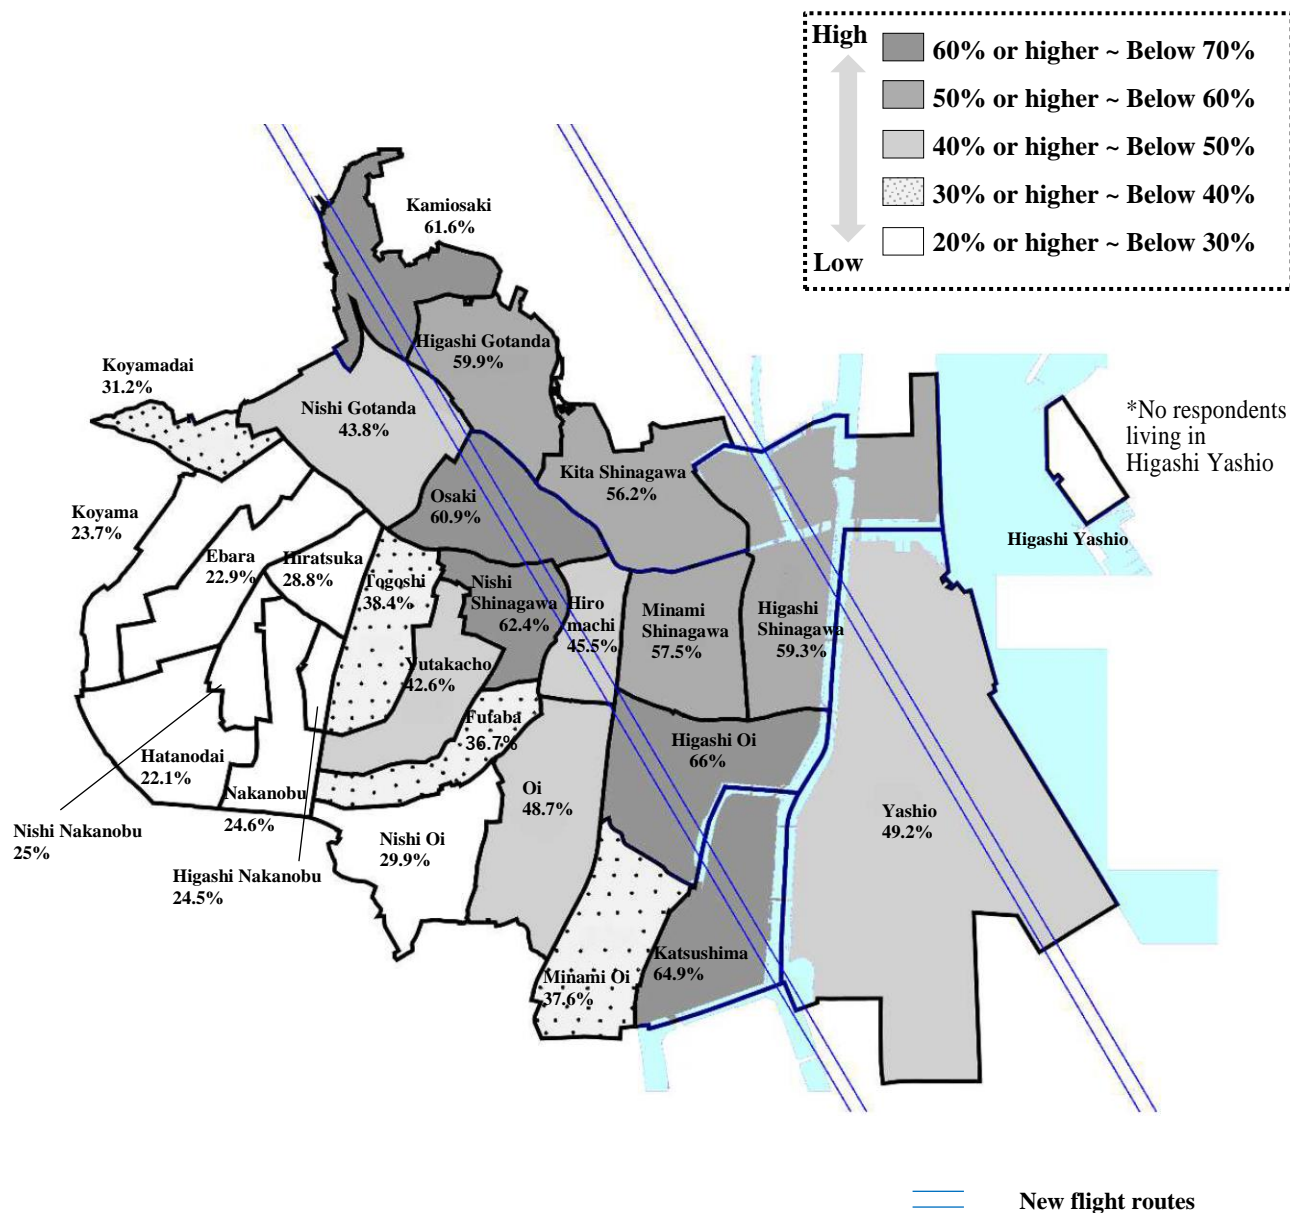 High
60% or higher ~ Below 70%
50% or higher ~ Below 60%
40% or higher ~ Below 50%
30% or higher ~ Below 40%
20% or higher ~ Below 30%
Low
Kamiosaki
61.6%
Higashi Gotanda
59.9%
Koyamadai
31.2%
Nishi Gotanda
43.8%
*No respondents
living in
Higashi Yashio
Kita Shinagawa
56.2%
Osaki
60.9%
Koyama
23.7%
Higashi Yashio
Ebara
22.9%
Hiratsuka
28.8%
Togoshi
38.4%
Nishi
Shinagawa
62.4%
Hiro
machi
45.5%
Minami
Shinagawa
57.5%
Higashi
Shinagawa
59.3%
Yutakacho
42.6%
Futaba
36.7%
Higashi Oi
66%
Hatanodai
22.1%
Nakanobu
24.6%
Oi
48.7%
Yashio
49.2%
Nishi Nakanobu
25%
Nishi Oi
29.9%
Higashi Nakanobu
24.5%
Katsushima
64.9%
Minami Oi
37.6%
New flight routes